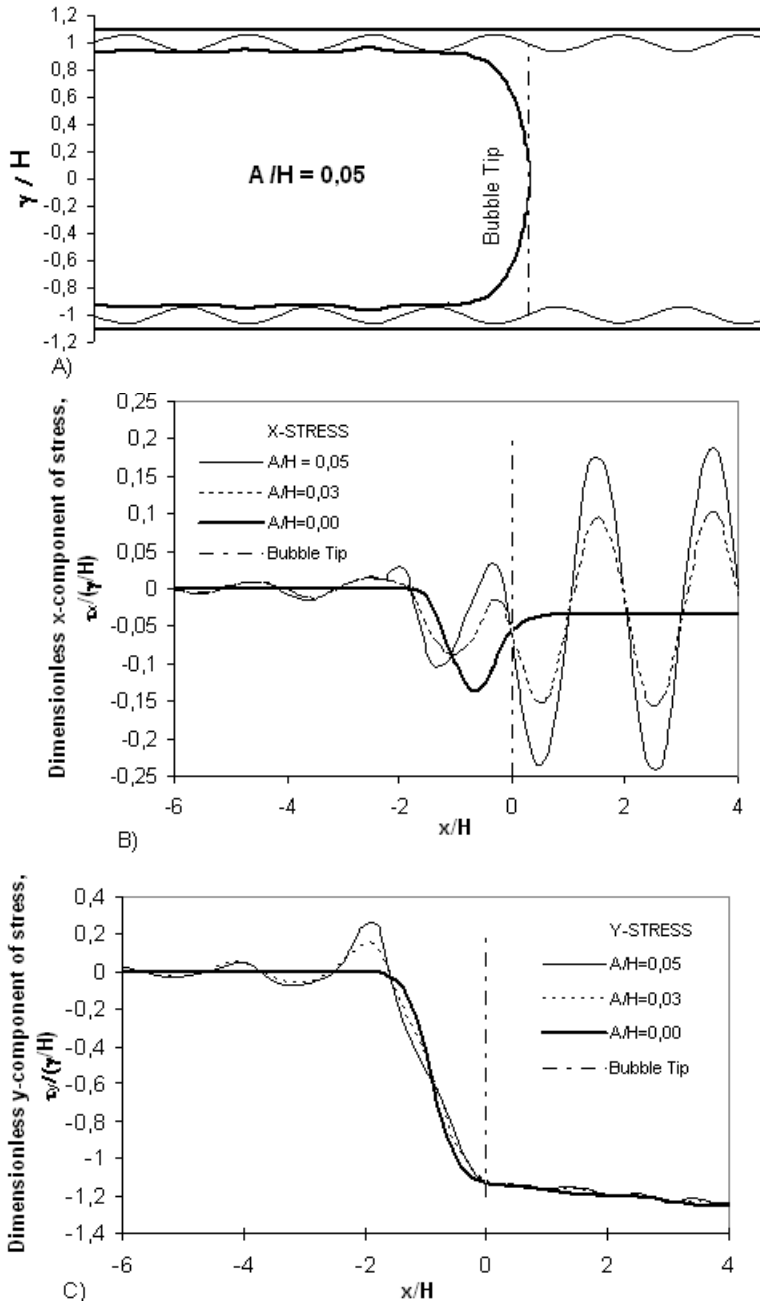 1,2
1
0,8
0,6
0,4
0,2
0
-0,2
-0,4
-0,6
-0,8
-1
-1,2
γ / H
A /H = 0,05
Bubble Tip
A)
Dimensionless x-component of stress,
τx/(γ/H)
0,25
0,2
0,15
0,1
0,05
0
-0,05
-0,1
-0,15
-0,2
-0,25
X-STRESS
A/H = 0,05
A/H=0,03
A/H=0,00
Bubble Tip
-6
-4
-2
0
2
4
x/H
B)
Dimensionless y-component of stress,
τy/(γ/H)
0,4
0,2
0
-0,2
-0,4
-0,6
-0,8
-1
-1,2
-1,4
Y-STRESS
A/H=0,05
A/H=0,03
A/H=0,00
Bubble Tip
-6
-4
-2
0
2
4
x/H
C)